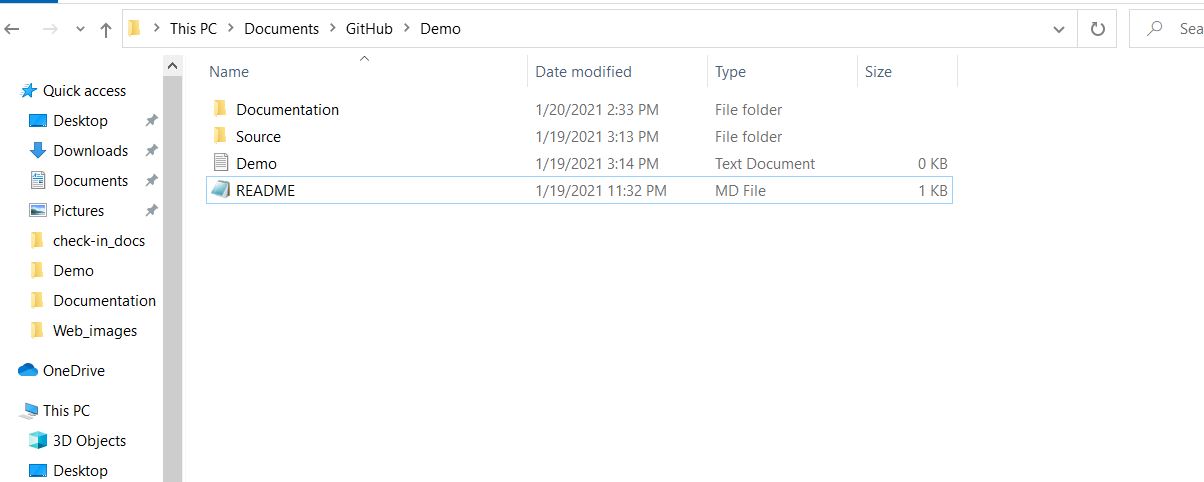 This PC > Documents > GitHub > Demo
Sea
Name Date modified Type Size
Documentation 1/20/2021 2:33 PM File folder
Source 1/19/2021 3:13 PM File folder
Demo 1/19/2021 3:14 PM Text Document 0 KB
README 1/19/2021 11:32 PM MD File 1 KB
Quick access
Desktop
Downloads
Documents
Pictures
check-in_docs
Demo
Documentation
Web_images
OneDrive
This PC
3D Objects
Desktop